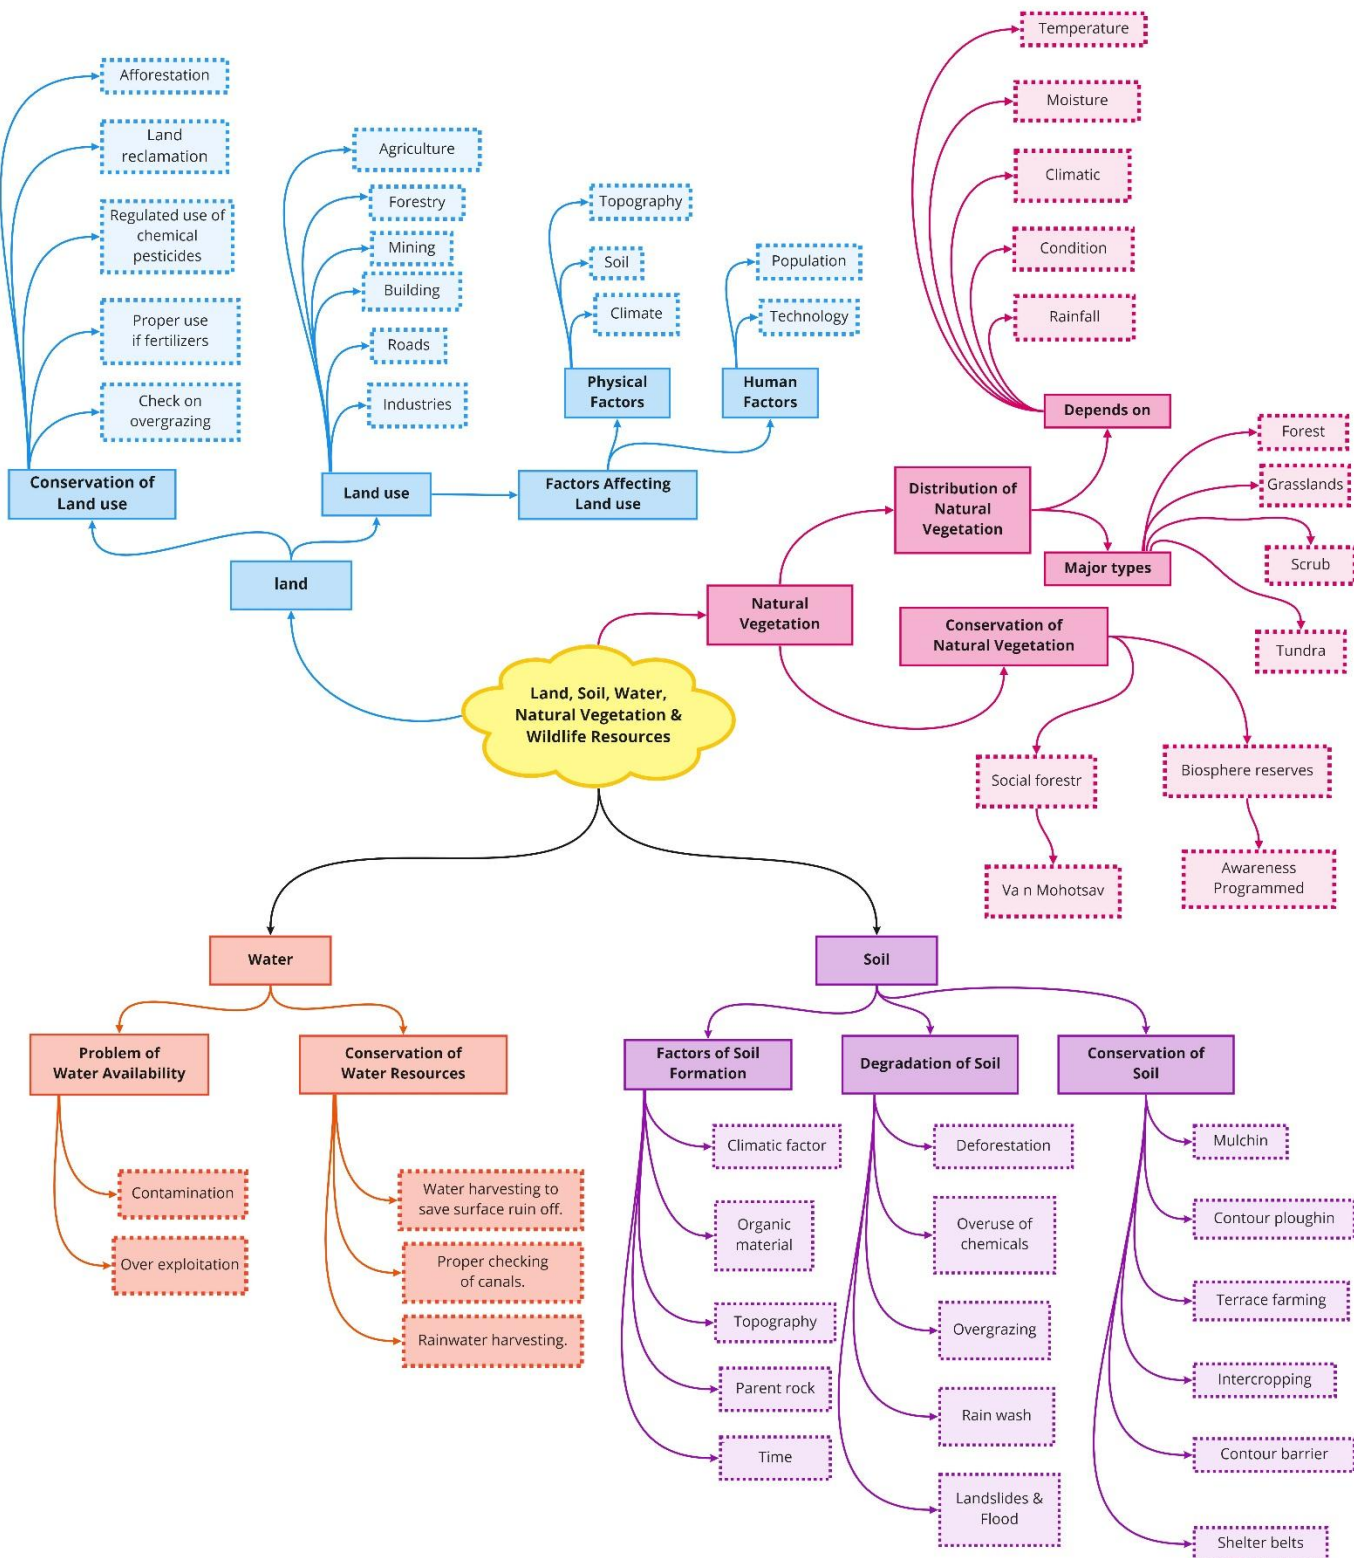 Temperature
Moisture
Climatic
Condition
Rainfall
Depends on
Afforestation
Land
reclamation
Regulated use of
chemical
pesticides
Proper use
if fertilizers
Check on
overgrazing
Conservation of
Land use
Agriculture
Forestry
Mining
Building
Roads
Industries
Land use
Topography
Soil
Climate
Physical
Factors
Population
Technology
Human
Factors
Factors Affecting
Land use
land
Forest
Grasslands
Scrub
Tundra
Major types
Distribution of
Natural
Vegetation
Natural
Vegetation
Conservation of
Natural Vegetation
Social forestr
Va n Mohotsav
Biosphere reserves
Awareness
Programmed
Land, Soil, Water,
Natural Vegetation &
Wildlife Resources
Water
Problem of
Water Availability
Contamination
Over exploitation
Conservation of
Water Resources
Water harvesting to
save surface ruin off.
Proper checking
of canals.
Rainwater harvesting.
Soil
Factors of Soil
Formation
Climatic factor
Organic
material
Topography
Parent rock
Time
Degradation of Soil
Deforestation
Overuse of
chemicals
Overgrazing
Rain wash
Landslides &
Flood
Conservation of
Soil
Mulchin
Contour ploughin
Terrace farming
Intercropping
Contour barrier
Shelter belts